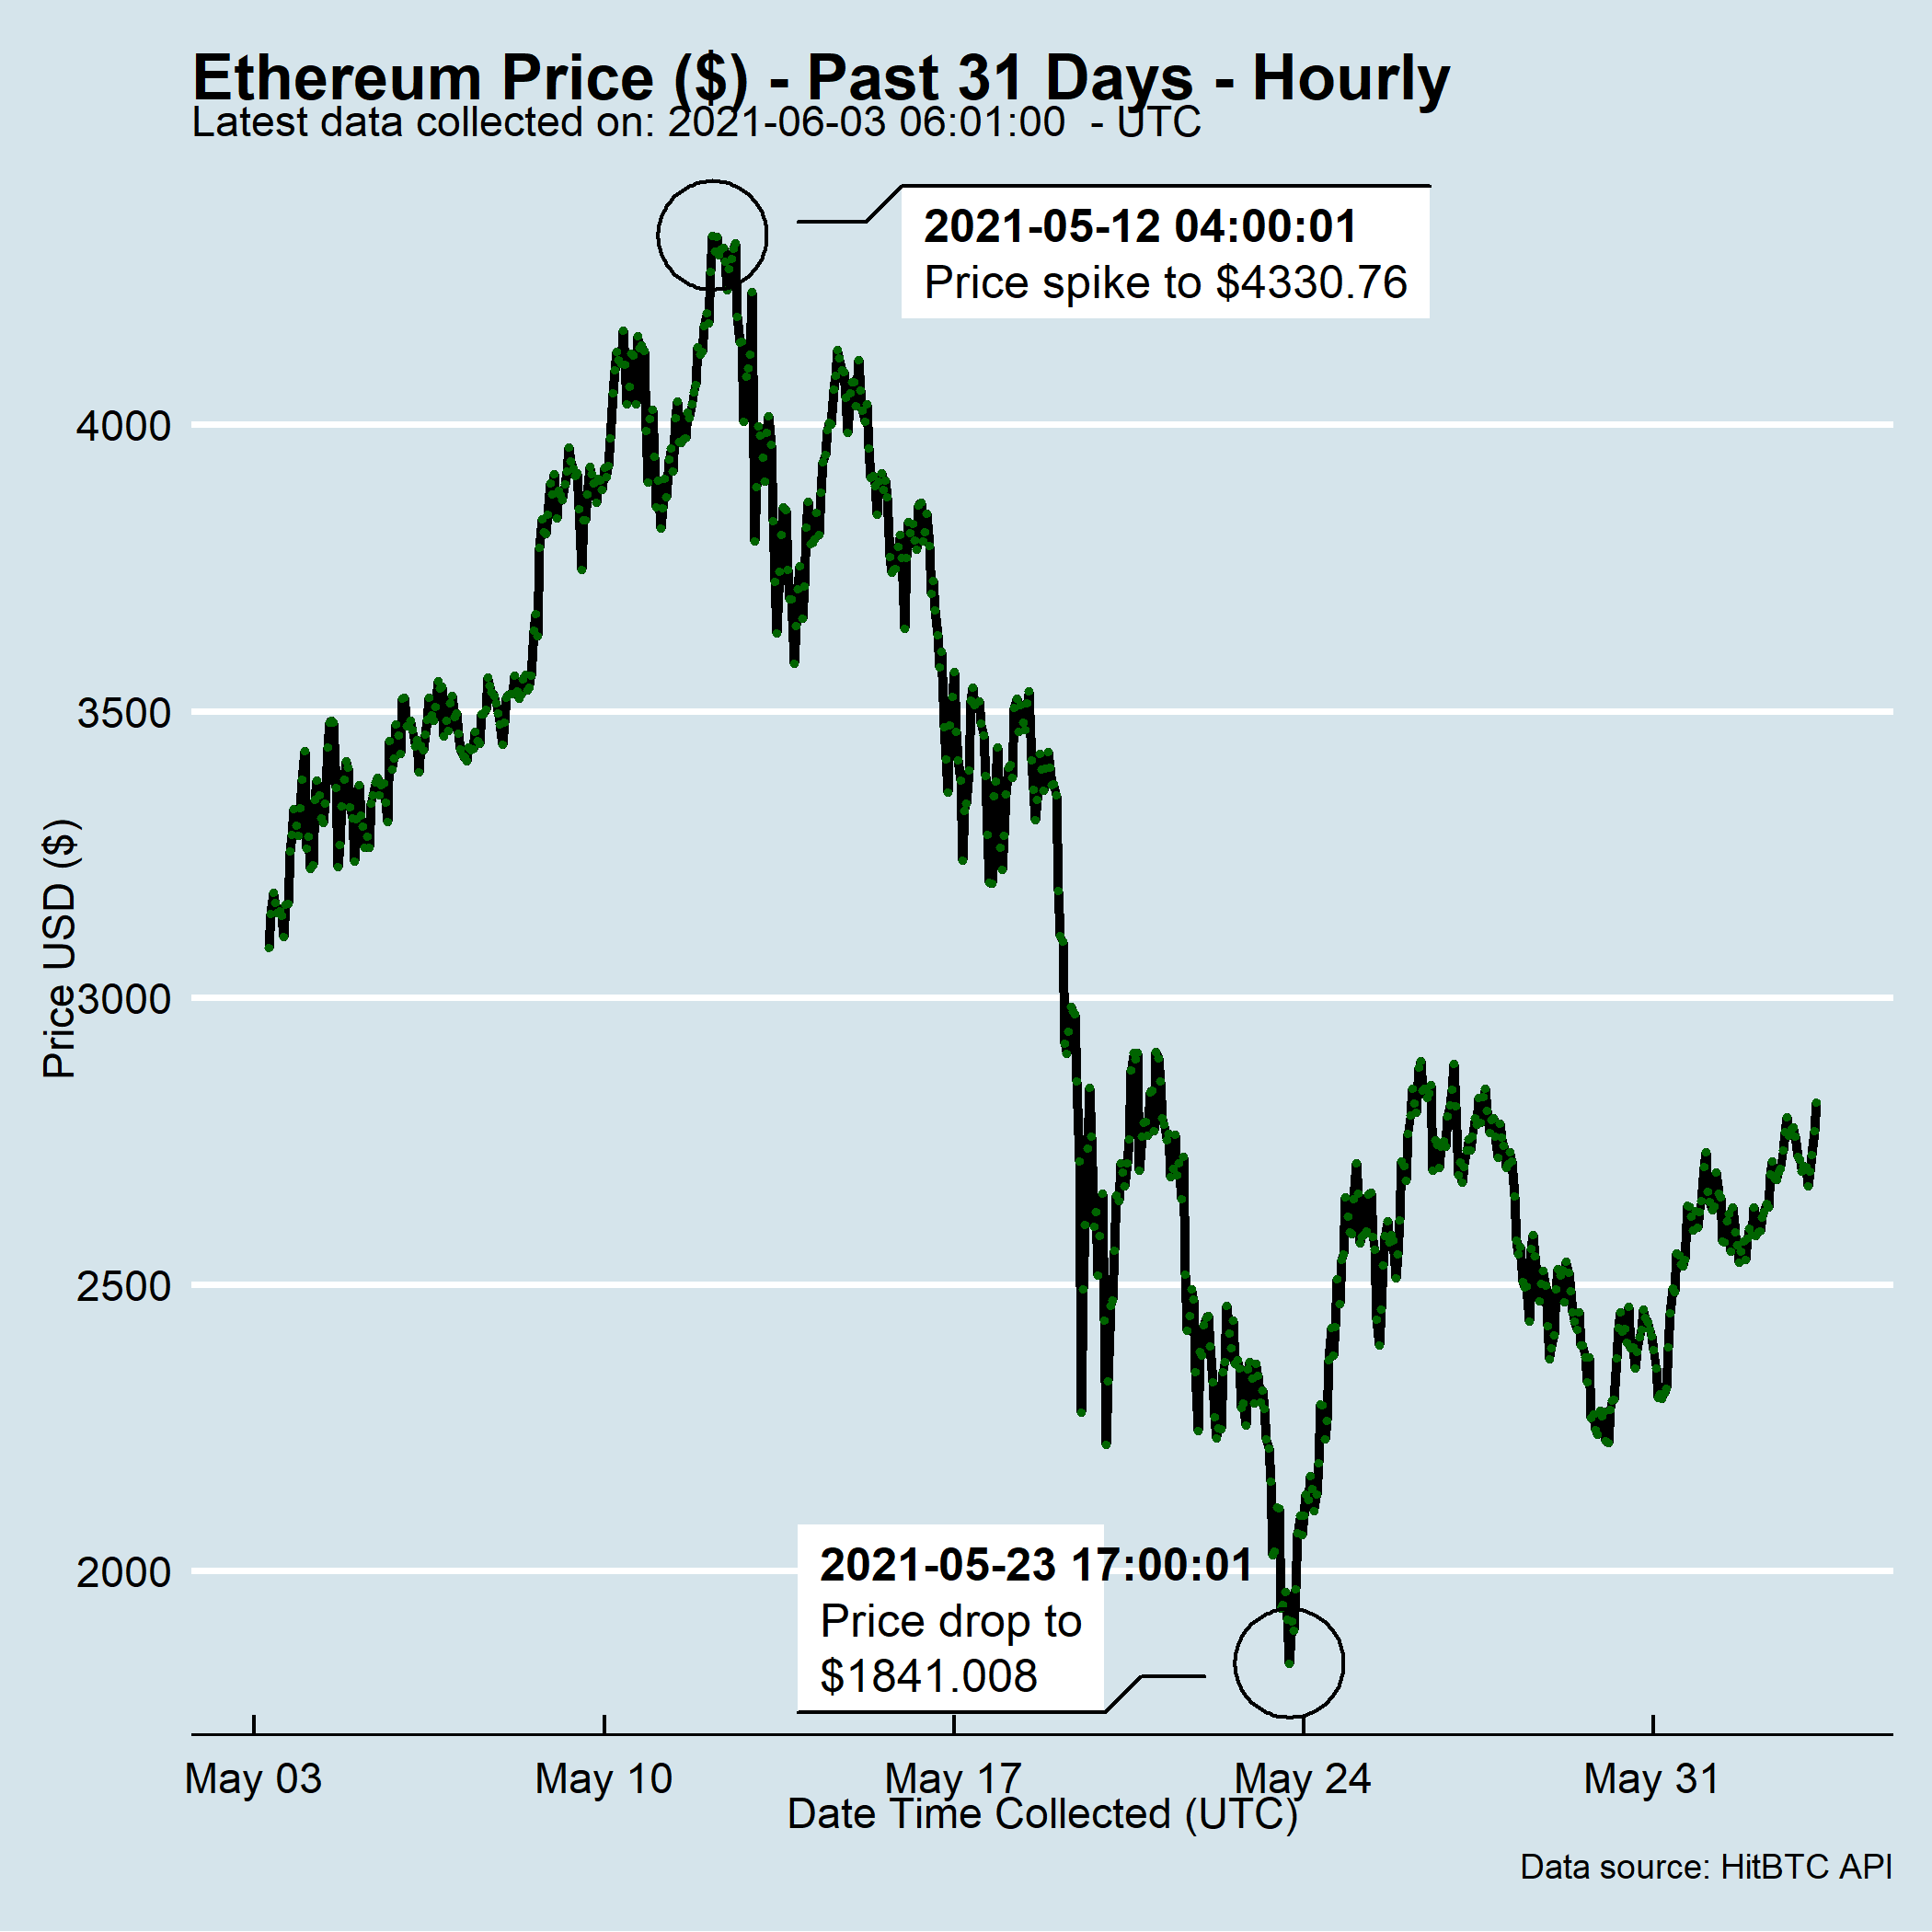 Ethereum Price ($) - Past 31 Days - Hourly
Latest data collected on: 2021-06-03 06:01:00  - UTC
2021-05-12 04:00:01
Price spike to $4330.76
4000
3500
3000
2500
2000
Price USD ($)
2021-05-23 17:00:01
Price drop to
$1841.008
May 03
May 10
May 17
May 24
May 31
Date Time Collected (UTC)
Data source: HitBTC API